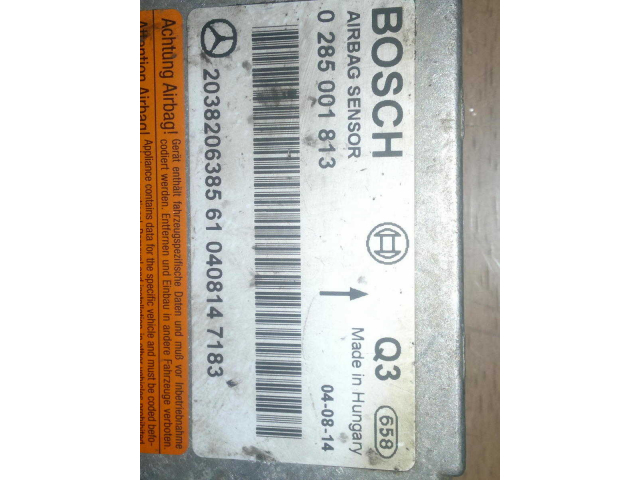 BOSCH Q3 658
AIRBAG SENSOR Made in Hungary
0 285 001 813 04-08-14
2038206385 61 040814 7183
Achtung Airbag!
Gerät enthält fahrzeugspezifische Daten und muß vor Inbetriebnahme
codiert werden. Entfernen und Einbau in andere Fahrzeuge verboten.
Attention Airbag!
Appliance contains data for the specific vehicle and must be coded befo-